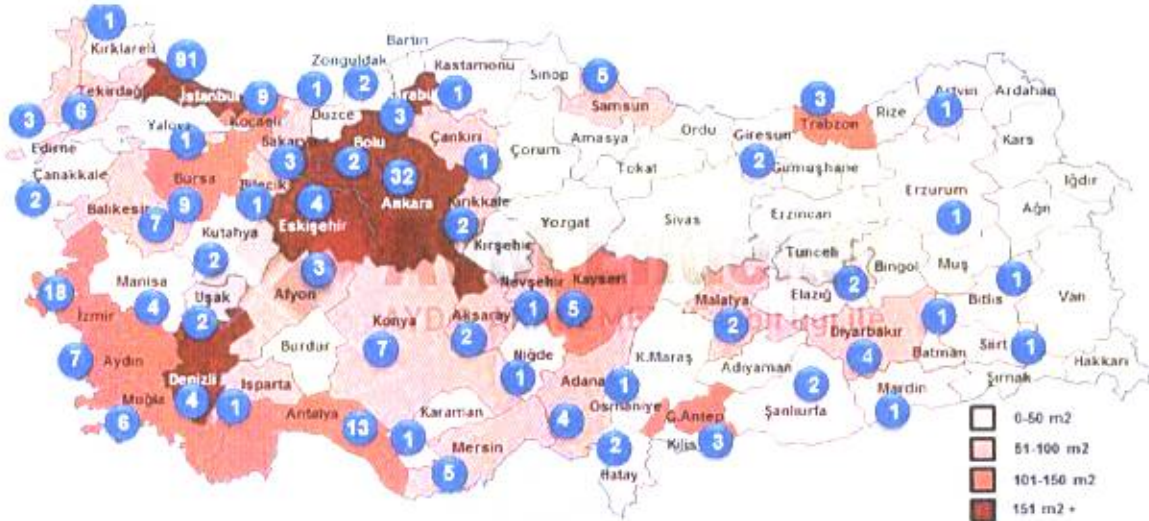 1
Kırklareli
91
Tekirdağ
İstanbul
9
Kocaeli
3
6
Yalova
Edirne
1
Bartın
Zonguldak
1
2
Kastamonu
1
Düzce
3
Sinop
5
Samsun
3
Trabzon
Rize
Artvin
1
Ardahan
Kars
Çanakkale
2
Balıkesir
7
Bursa
9
Sakarya
3
Bilecik
1
Bolu
2
32
Ankara
4
Eskişehir
Çankırı
1
Çorum
Amasya
Tokat
Ordu
Giresun
2
Gümüşhane
Erzurum
1
Iğdır
Ağrı
Kırıkkale
2
Kırşehir
Yozgat
Sivas
Erzincan
Tunceli
Bingol
Muş
Kutahya
2
Manisa
4
Uşak
2
Afyon
3
18
İzmir
Konya
7
Aksaray
2
Nevşehir
1
Kayseri
5
Malatya
2
Elazığ
2
Diyarbakır
4
Bitlis
1
Van
Batman
1
Siirt
1
Hakkarı
Şırnak
Mardin
1
7
Aydın
Denizli
4
Isparta
1
Burdur
Niğde
1
K.Maraş
Adıyaman
2
Şanlıurfa
Muğla
6
Antalya
13
Karaman
1
Mersin
5
Adana
4
1
Osmaniye
2
Hatay
G.Antep
Kilis
3
0-50 m2
51-100 m2
101-150 m2
151 m2 +